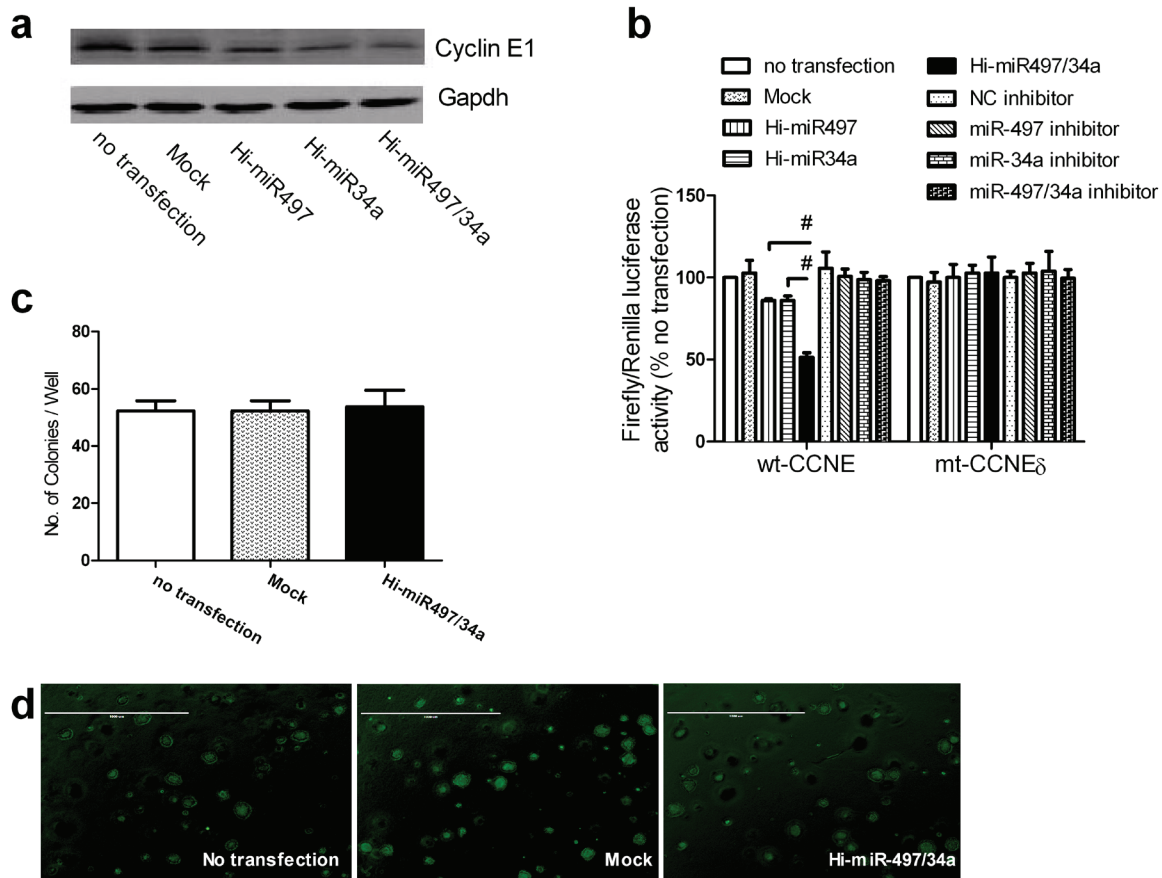 a
Cyclin E1
Gapdh
no transfection
Mock
Hi-miR497
Hi-miR34a
Hi-miR497/34a
b
no transfection
Mock
Hi-miR497
Hi-miR34a
Hi-miR497/34a
NC inhibitor
miR-497 inhibitor
miR-34a inhibitor
miR-497/34a inhibitor
Firefly/Renilla luciferase
activity (% no transfection)
150
100
50
0
#
#
wt-CCNE
mt-CCNEδ
c
No. of Colonies / Well
80
60
40
20
0
no transfection
Mock
Hi-miR497/34a
d
No transfection
Mock
Hi-miR-497/34a